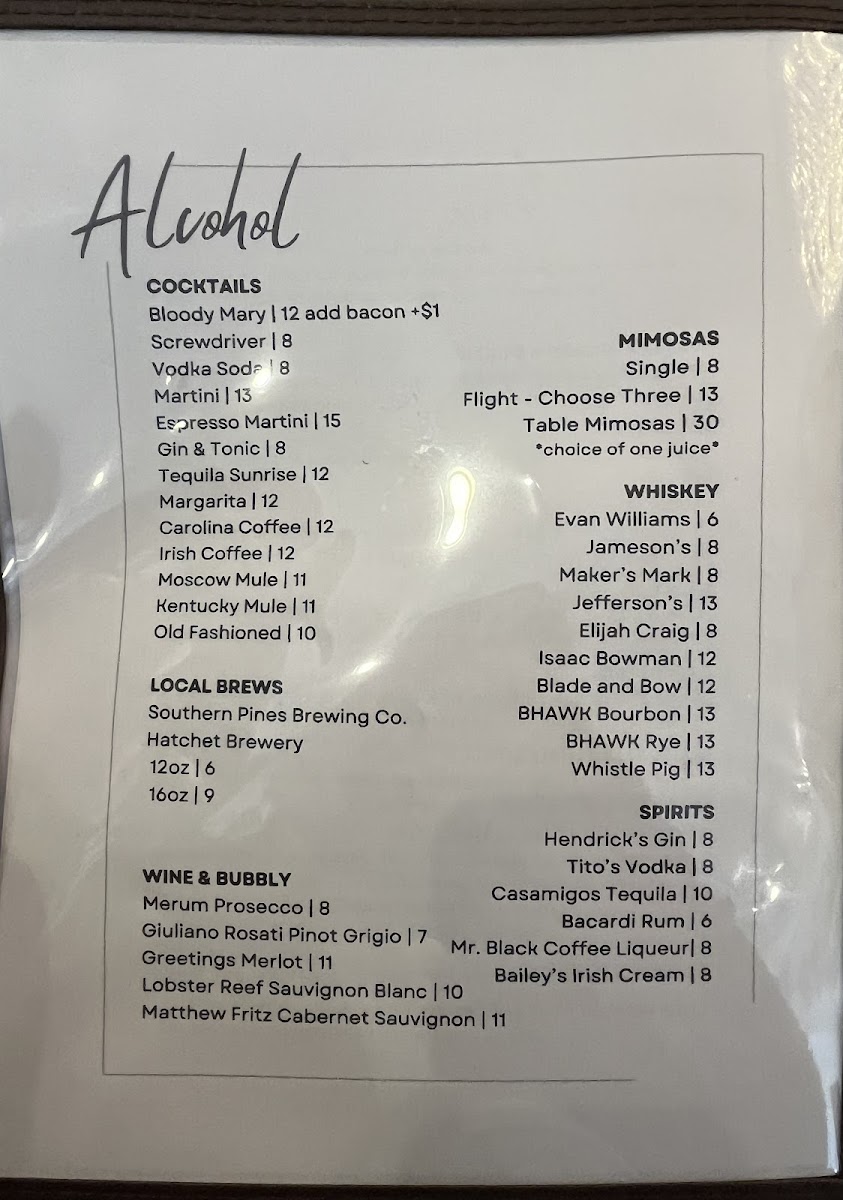 Alcohol
COCKTAILS
Bloody Mary | 12 add bacon +$1
Screwdriver | 8
Vodka Soda | 8
Martini | 13
Espresso Martini | 15
Gin & Tonic | 8
Tequila Sunrise | 12
Margarita | 12
Carolina Coffee | 12
Irish Coffee | 12
Moscow Mule | 11
Kentucky Mule | 11
Old Fashioned | 10
LOCAL BREWS
Southern Pines Brewing Co.
Hatchet Brewery
12oz | 6
16oz | 9
WINE & BUBBLY
Merum Prosecco | 8
Giuliano Rosati Pinot Grigio | 7
Greetings Merlot | 11
Lobster Reef Sauvignon Blanc | 10
Matthew Fritz Cabernet Sauvignon | 11
MIMOSAS
Single | 8
Flight - Choose Three | 13
Table Mimosas | 30
*choice of one juice*
WHISKEY
Evan Williams | 6
Jameson's | 8
Maker's Mark | 8
Jefferson's | 13
Elijah Craig | 8
Isaac Bowman | 12
Blade and Bow | 12
BHAWK Bourbon | 13
BHAWK Rye | 13
Whistle Pig | 13
SPIRITS
Hendrick's Gin | 8
Tito's Vodka | 8
Casamigos Tequila | 10
Bacardi Rum | 6
Mr. Black Coffee Liqueur| 8
Bailey's Irish Cream | 8